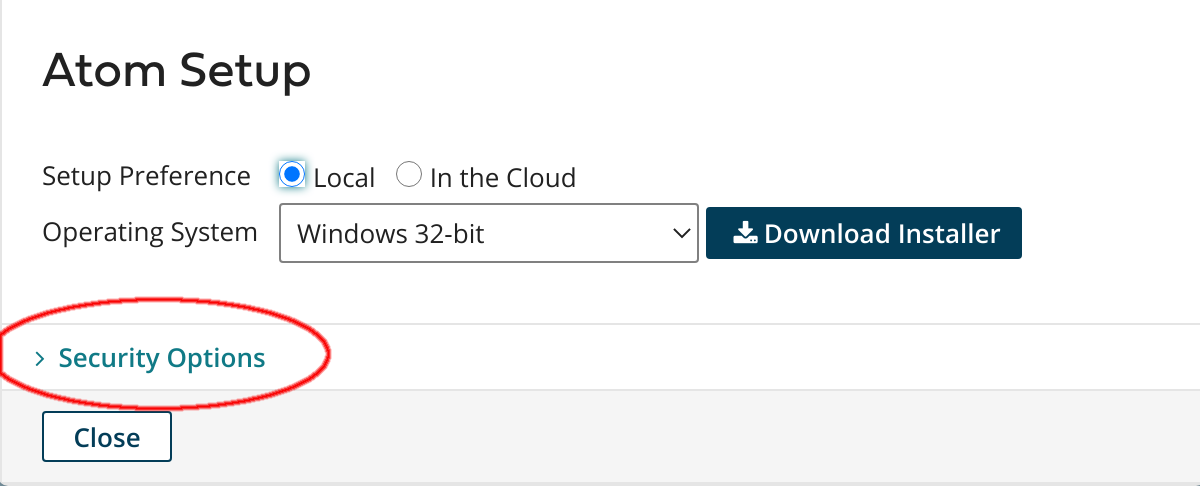 Atom Setup
Setup Preference Local In the Cloud
Operating System Windows 32-bit Download Installer
Security Options
Close